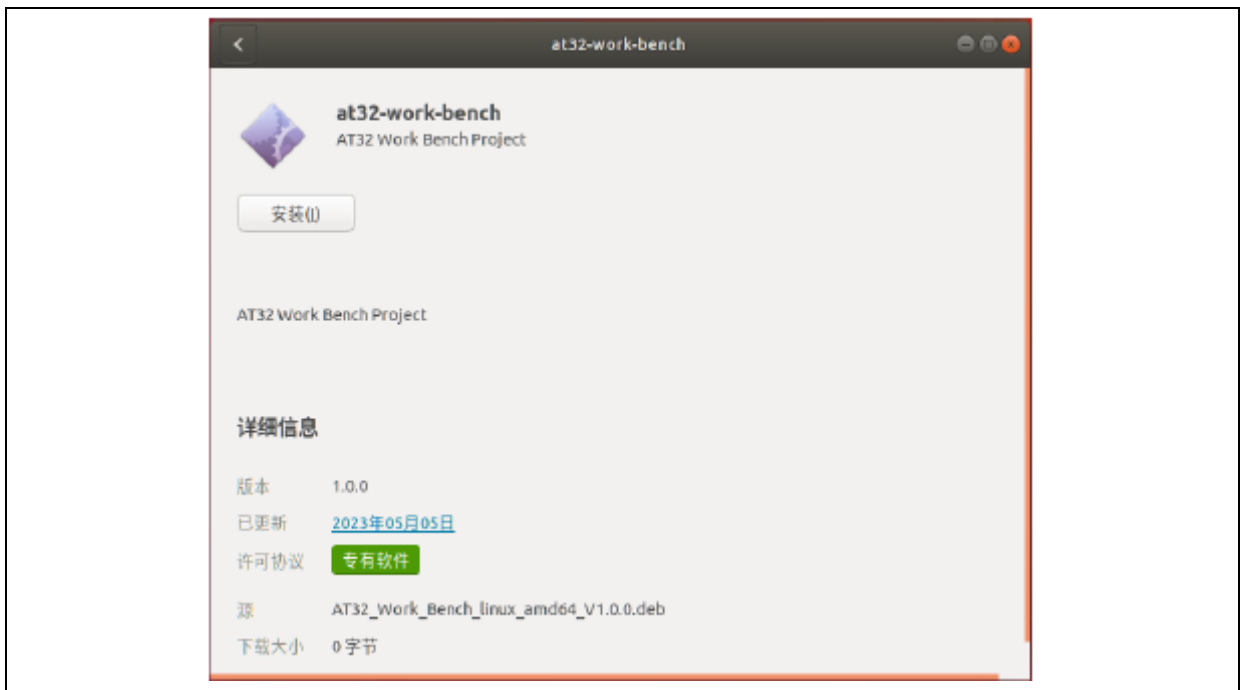 at32-work-bench
at32-work-bench
AT32 Work Bench Project
安装(I)
AT32 Work Bench Project
详细信息
版本 1.0.0
已更新 2023年05月05日
许可协议 专有软件
源 AT32_Work_Bench_linux_amd64_V1.0.0.deb
下载大小 0 字节